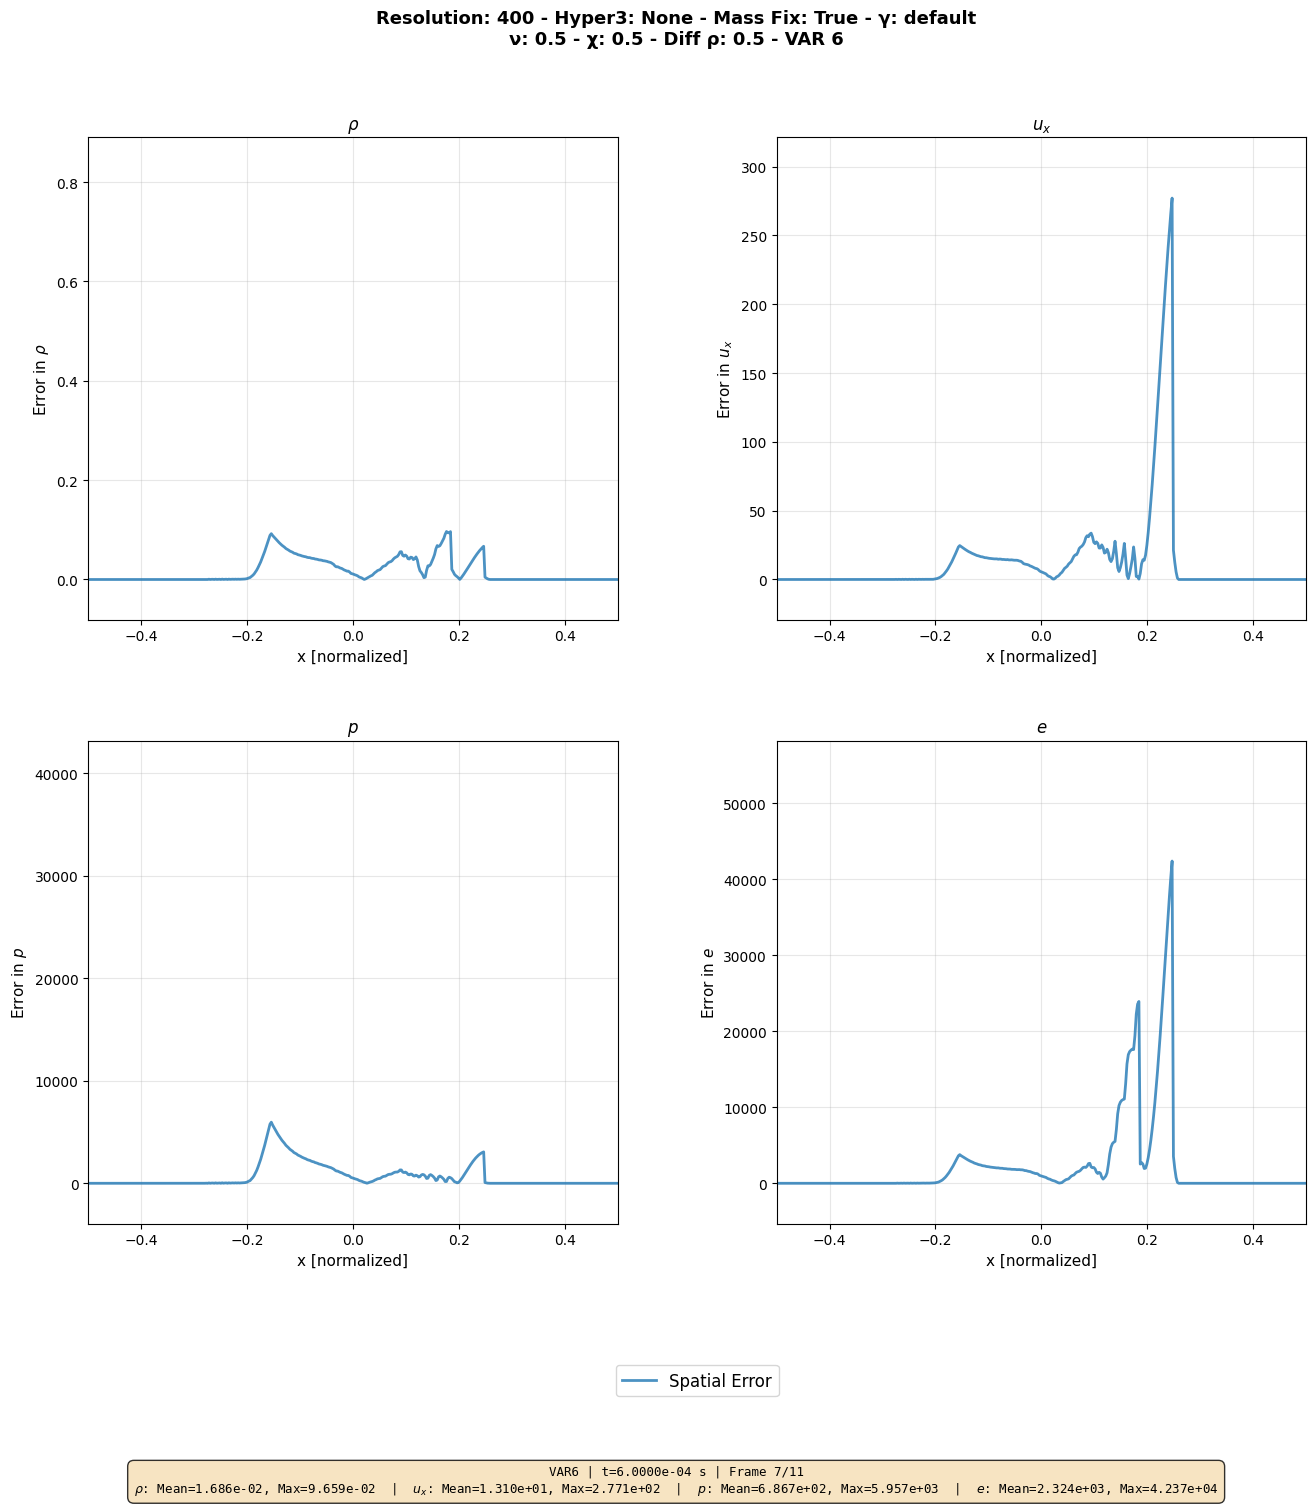 Resolution: 400 - Hyper3: None - Mass Fix: True - γ: default
ν: 0.5 - χ: 0.5 - Diff ρ: 0.5 - VAR 6
ρ
0.8
0.6
0.4
0.2
0.0
Error in ρ
−0.4 −0.2 0.0 0.2 0.4
x [normalized]
u_x
300
250
200
150
100
50
0
Error in u_x
−0.4 −0.2 0.0 0.2 0.4
x [normalized]
p
40000
30000
20000
10000
0
Error in p
−0.4 −0.2 0.0 0.2 0.4
x [normalized]
e
50000
40000
30000
20000
10000
0
Error in e
−0.4 −0.2 0.0 0.2 0.4
x [normalized]
Spatial Error
VAR6 | t=6.0000e-04 s | Frame 7/11
ρ: Mean=1.686e-02, Max=9.659e-02 | u_x: Mean=1.310e+01, Max=2.771e+02 | p: Mean=6.867e+02, Max=5.957e+03 | e: Mean=2.324e+03, Max=4.237e+04